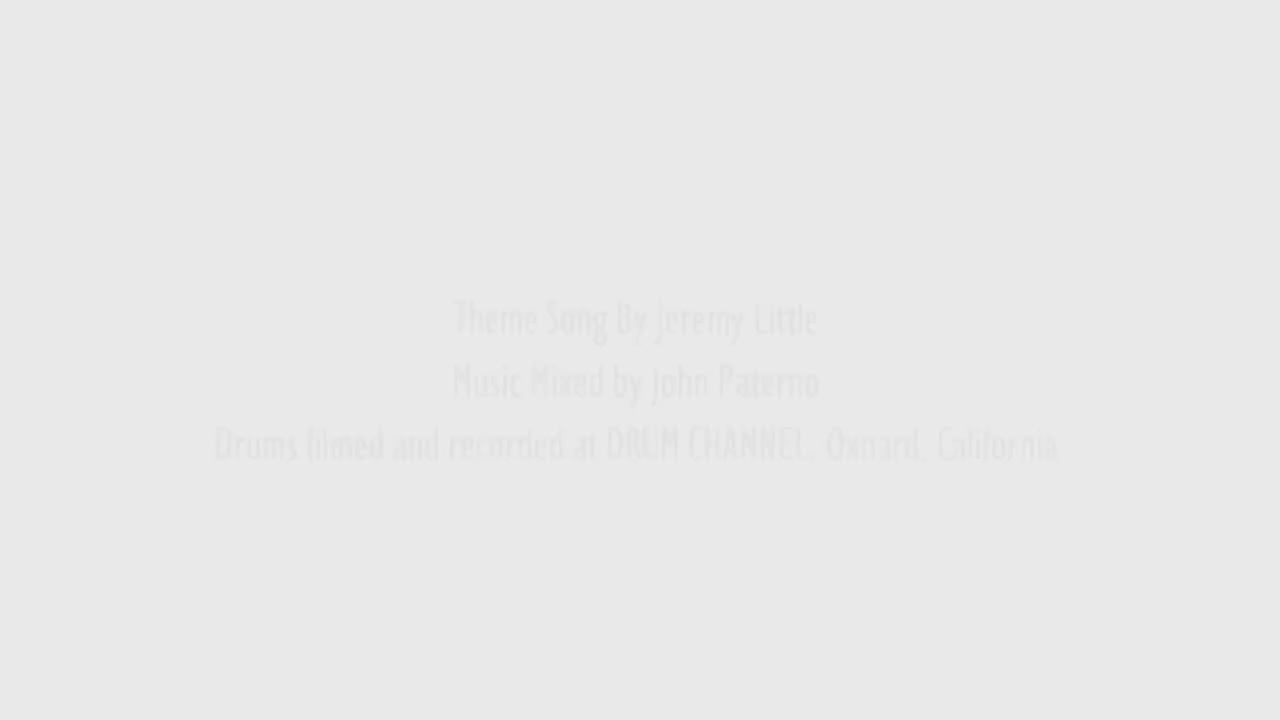 Theme Song By Jeremy Little
Music Mixed by John Paterno
Drums filmed and recorded at DRUM CHANNEL, Oxnard, California